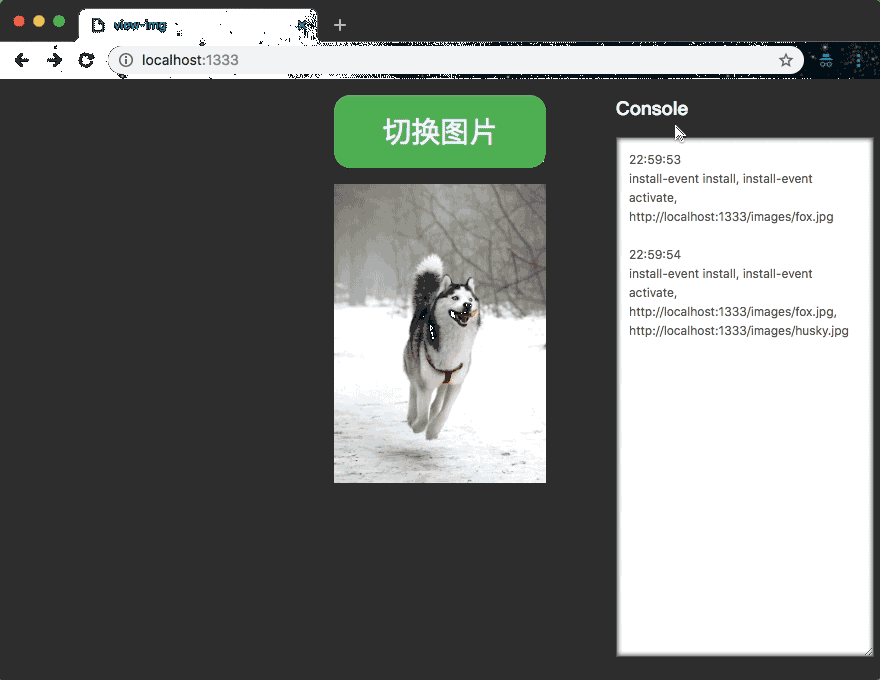 view-img
localhost:1333
切换图片
Console
22:59:53
install-event install, install-event
activate,
http://localhost:1333/images/fox.jpg
22:59:54
install-event install, install-event
activate,
http://localhost:1333/images/fox.jpg,
http://localhost:1333/images/husky.jpg